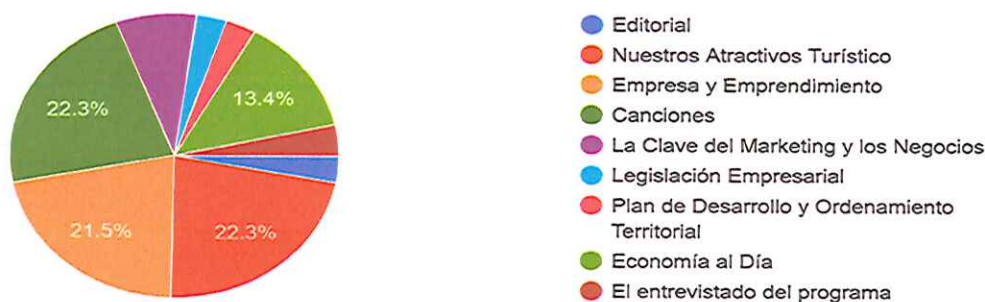 22.3%
13.4%
21.5%
22.3%
Editorial
Nuestros Atractivos Turístico
Empresa y Emprendimiento
Canciones
La Clave del Marketing y los Negocios
Legislación Empresarial
Plan de Desarrollo y Ordenamiento
Territorial
Economía al Día
El entrevistado del programa